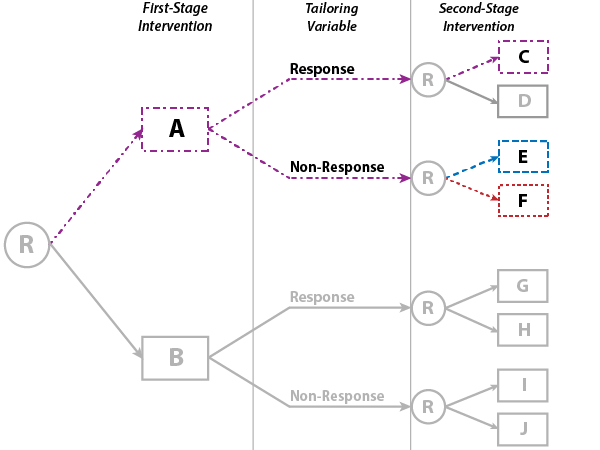 First-Stage
Intervention
Tailoring
Variable
Second-Stage
Intervention
R
A
Response
R
C
D
Non-Response
R
E
F
B
Response
R
G
H
Non-Response
R
I
J